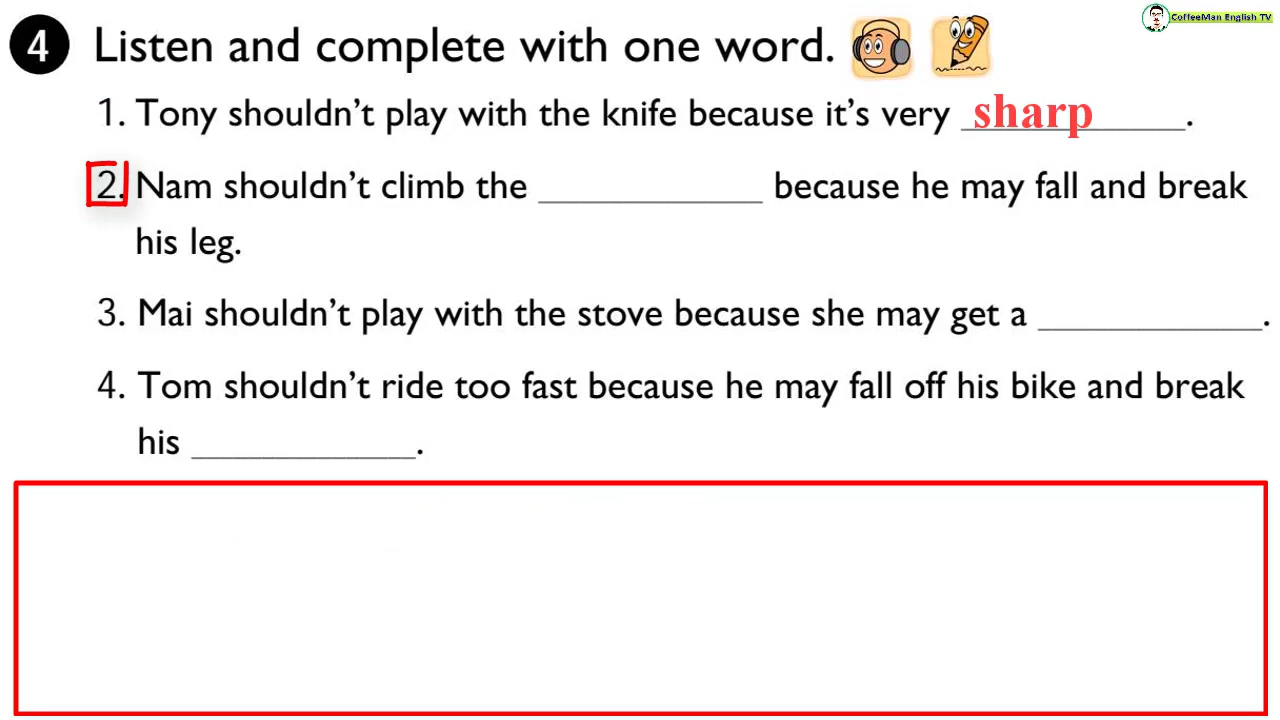 CoffeeMan English TV
4 Listen and complete with one word.
1. Tony shouldn't play with the knife because it's very sharp.
2. Nam shouldn't climb the ____________ because he may fall and break
his leg.
3. Mai shouldn't play with the stove because she may get a ____________.
4. Tom shouldn't ride too fast because he may fall off his bike and break
his ____________.